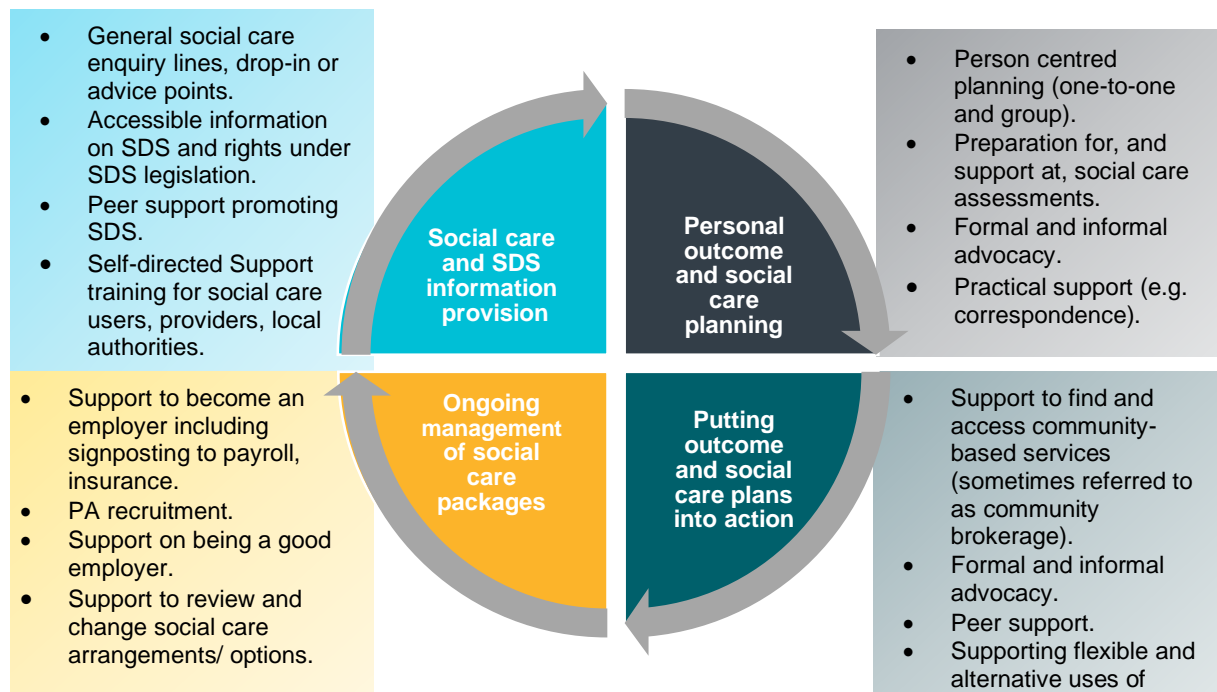 • General social care
enquiry lines, drop-in or
advice points.
• Accessible information
on SDS and rights under
SDS legislation.
• Peer support promoting
SDS.
• Self-directed Support
training for social care
users, providers, local
authorities.
Social care
and SDS
information
provision
Personal
outcome
and social
care
planning
• Person centred
planning (one-to-one
and group).
• Preparation for, and
support at, social care
assessments.
• Formal and informal
advocacy.
• Practical support (e.g.
correspondence).
• Support to become an
employer including
signposting to payroll,
insurance.
• PA recruitment.
• Support on being a good
employer.
• Support to review and
change social care
arrangements/ options.
Ongoing
management
of social
care
packages
Putting
outcome
and social
care plans
into action
• Support to find and
access community-
based services
(sometimes referred to
as community
brokerage).
• Formal and informal
advocacy.
• Peer support.
• Supporting flexible and
alternative uses of